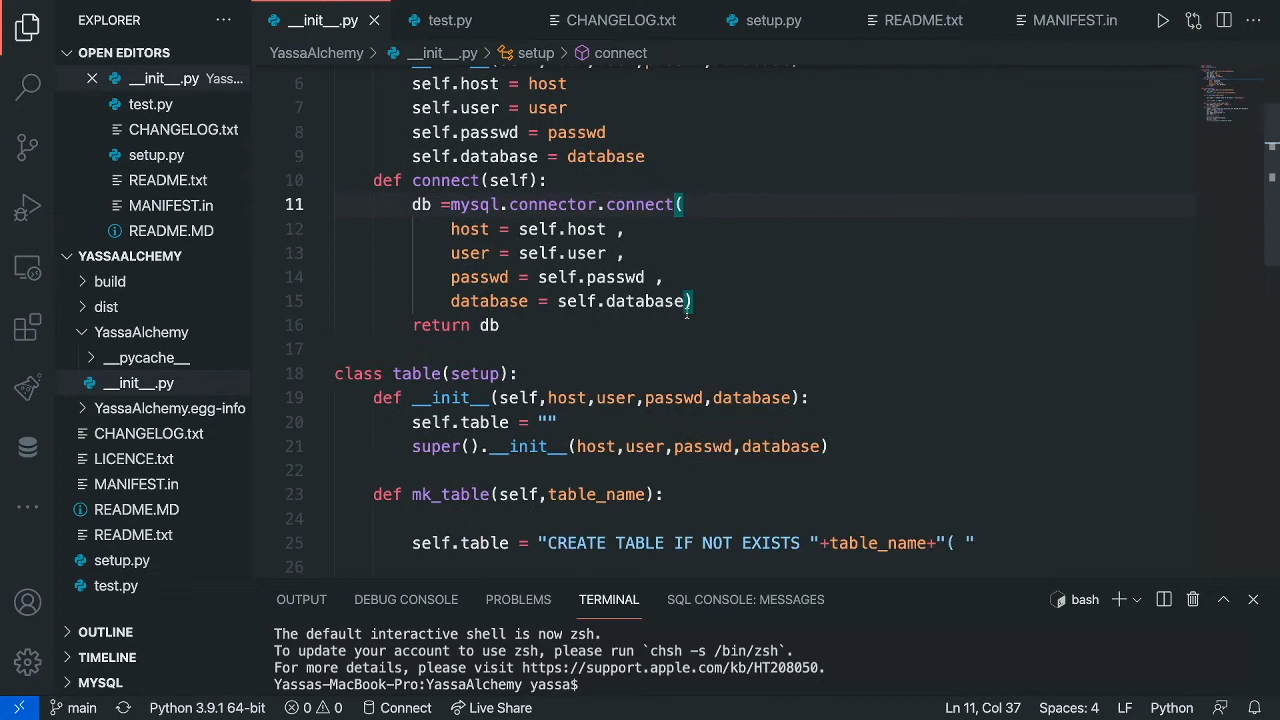 EXPLORER
···
__init__.py
test.py
CHANGELOG.txt
setup.py
README.txt
MANIFEST.in
OPEN EDITORS
__init__.py Yass...
test.py
CHANGELOG.txt
setup.py
README.txt
MANIFEST.in
README.MD
YASSAALCHEMY
build
dist
YassaAlchemy
__pycache__
__init__.py
YassaAlchemy.egg-info
CHANGELOG.txt
LICENCE.txt
MANIFEST.in
README.MD
README.txt
setup.py
test.py
OUTLINE
TIMELINE
MYSQL
YassaAlchemy > __init__.py > setup > connect
6 self.host = host
7 self.user = user
8 self.passwd = passwd
9 self.database = database
10 def connect(self):
11 db =mysql.connector.connect(
12 host = self.host ,
13 user = self.user ,
14 passwd = self.passwd ,
15 database = self.database)
16 return db
17
18 class table(setup):
19 def __init__(self,host,user,passwd,database):
20 self.table = ""
21 super().__init__(host,user,passwd,database)
22
23 def mk_table(self,table_name):
24
25 self.table = "CREATE TABLE IF NOT EXISTS "+table_name+"( "
26
OUTPUT
DEBUG CONSOLE
PROBLEMS
TERMINAL
SQL CONSOLE: MESSAGES
bash
The default interactive shell is now zsh.
To update your account to use zsh, please run `chsh -s /bin/zsh`.
For more details, please visit https://support.apple.com/kb/HT208050.
Yassas-MacBook-Pro:YassaAlchemy yassa$
main
Python 3.9.1 64-bit
0 0
Connect
Live Share
Ln 11, Col 37
Spaces: 4
UTF-8
LF
Python